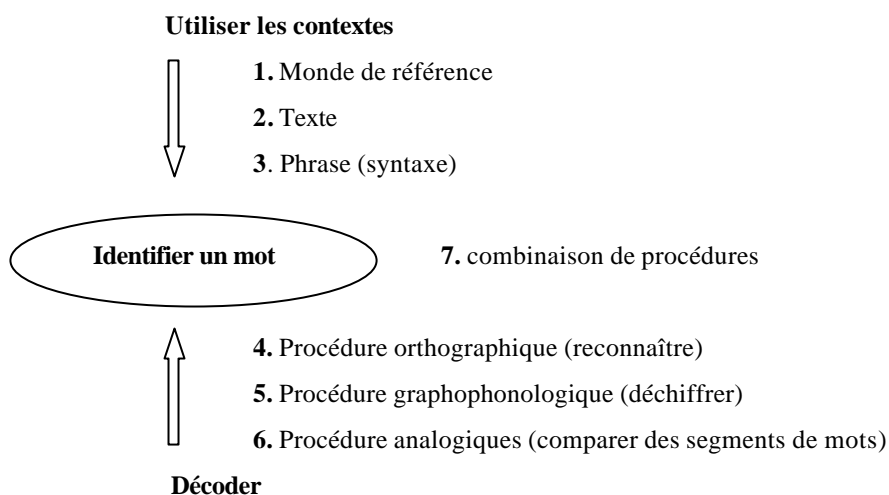 Utiliser les contextes
1. Monde de référence
2. Texte
3. Phrase (syntaxe)
Identifier un mot 7. combinaison de procédures
4. Procédure orthographique (reconnaître)
5. Procédure graphophonologique (déchiffrer)
6. Procédure analogiques (comparer des segments de mots)
Décoder